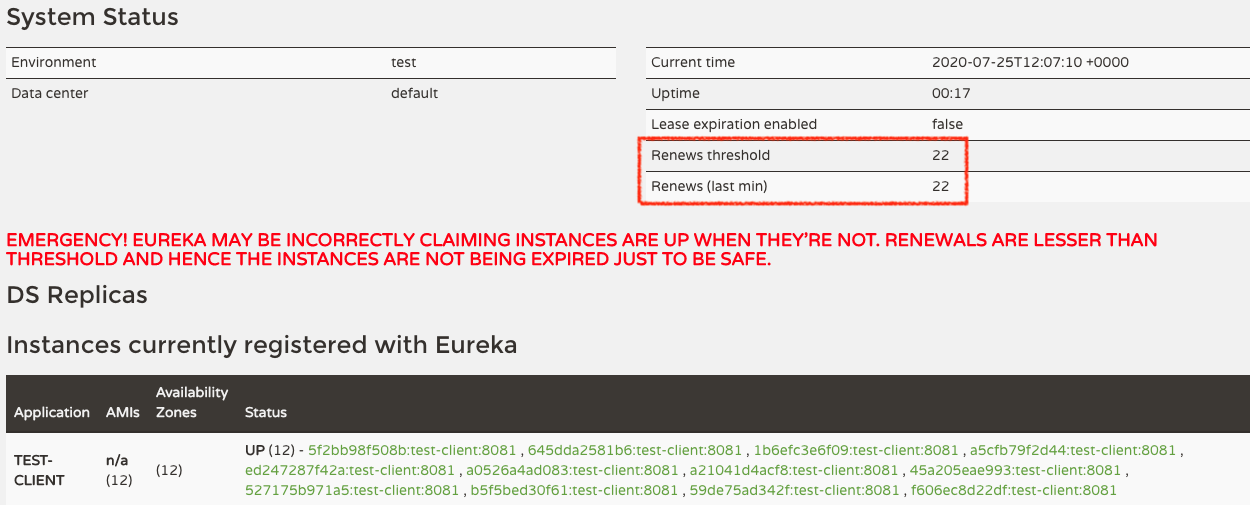 System Status
Environment test
Data center default
Current time 2020-07-25T12:07:10 +0000
Uptime 00:17
Lease expiration enabled false
Renews threshold 22
Renews (last min) 22
EMERGENCY! EUREKA MAY BE INCORRECTLY CLAIMING INSTANCES ARE UP WHEN THEY'RE NOT. RENEWALS ARE LESSER THAN
THRESHOLD AND HENCE THE INSTANCES ARE NOT BEING EXPIRED JUST TO BE SAFE.
DS Replicas
Instances currently registered with Eureka
Application AMIs Availability Zones Status
TEST-CLIENT n/a (12) (12) UP (12) - 5f2bb98f508b:test-client:8081 , 645dda2581b6:test-client:8081 , 1b6efc3e6f09:test-client:8081 , a5cfb79f2d44:test-client:8081 ,
ed247287f42a:test-client:8081 , a0526a4ad083:test-client:8081 , a21041d4acf8:test-client:8081 , 45a205eae993:test-client:8081 ,
527175b971a5:test-client:8081 , b5f5bed30f61:test-client:8081 , 59de75ad342f:test-client:8081 , f606ec8d22df:test-client:8081